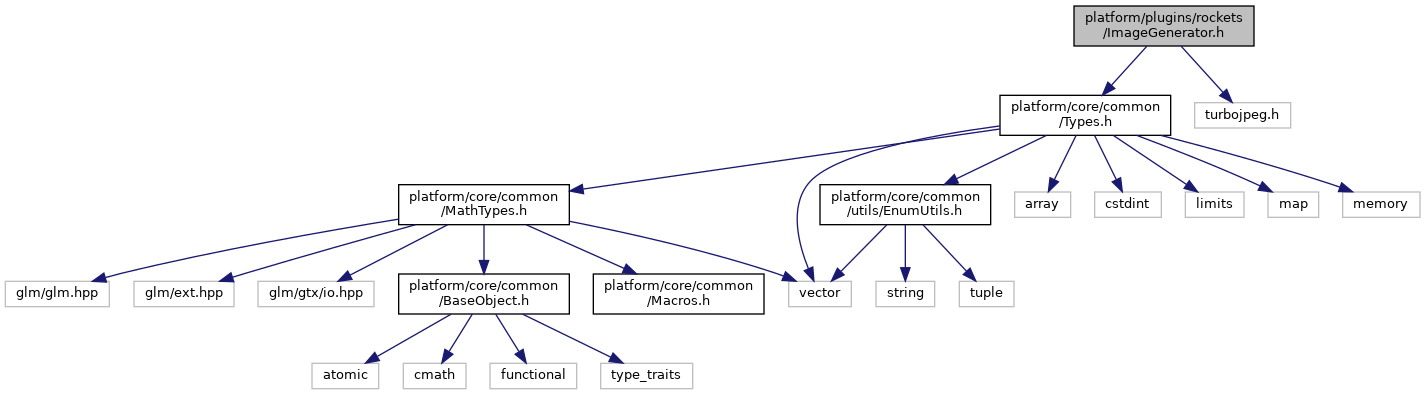 platform/plugins/rockets
/ImageGenerator.h
platform/core/common
/Types.h
turbojpeg.h
platform/core/common
/MathTypes.h
platform/core/common
/utils/EnumUtils.h
array
cstdint
limits
map
memory
glm/glm.hpp
glm/ext.hpp
glm/gtx/io.hpp
platform/core/common
/BaseObject.h
platform/core/common
/Macros.h
vector
string
tuple
atomic
cmath
functional
type_traits